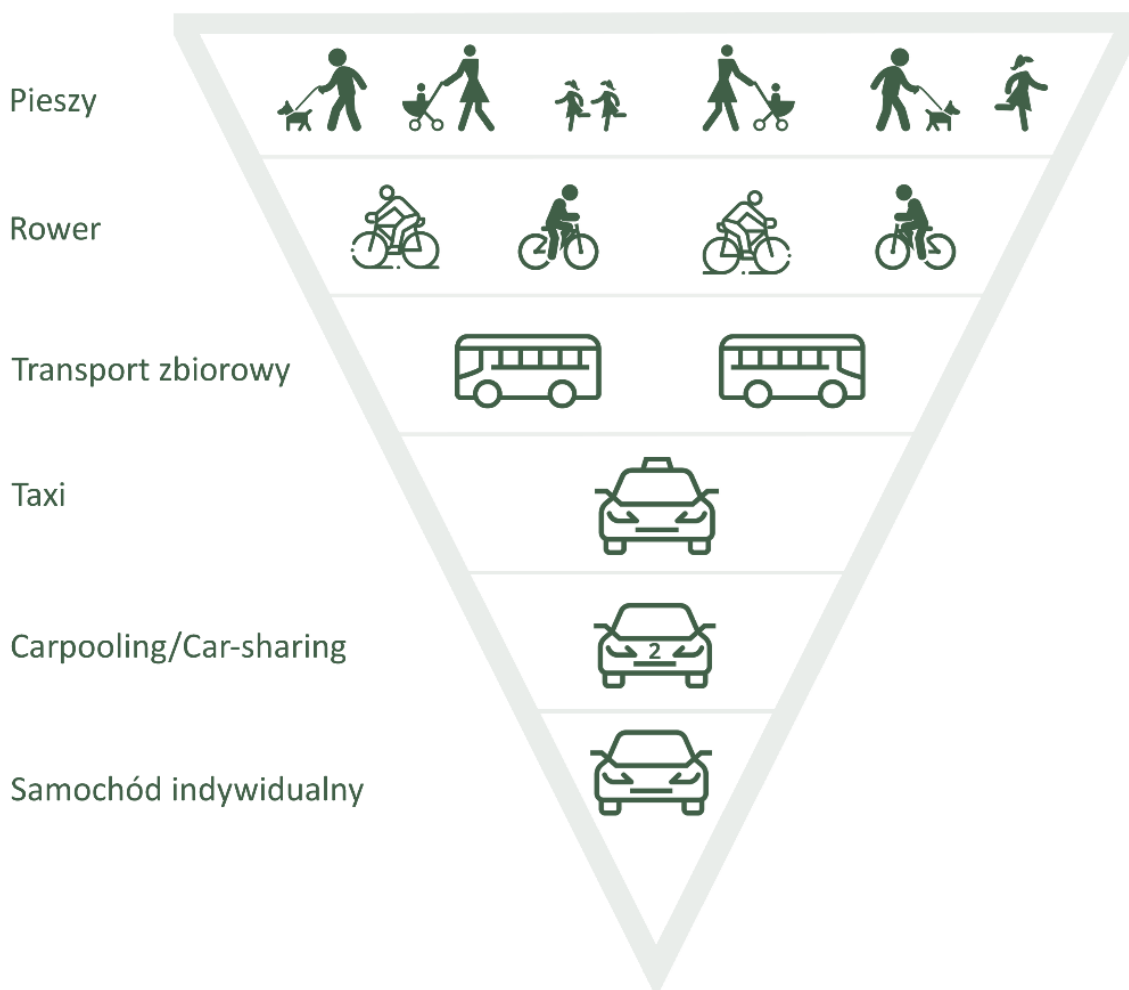 Pieszy
Rower
Transport zbiorowy
Taxi
Carpooling/Car-sharing
2
Samochód indywidualny